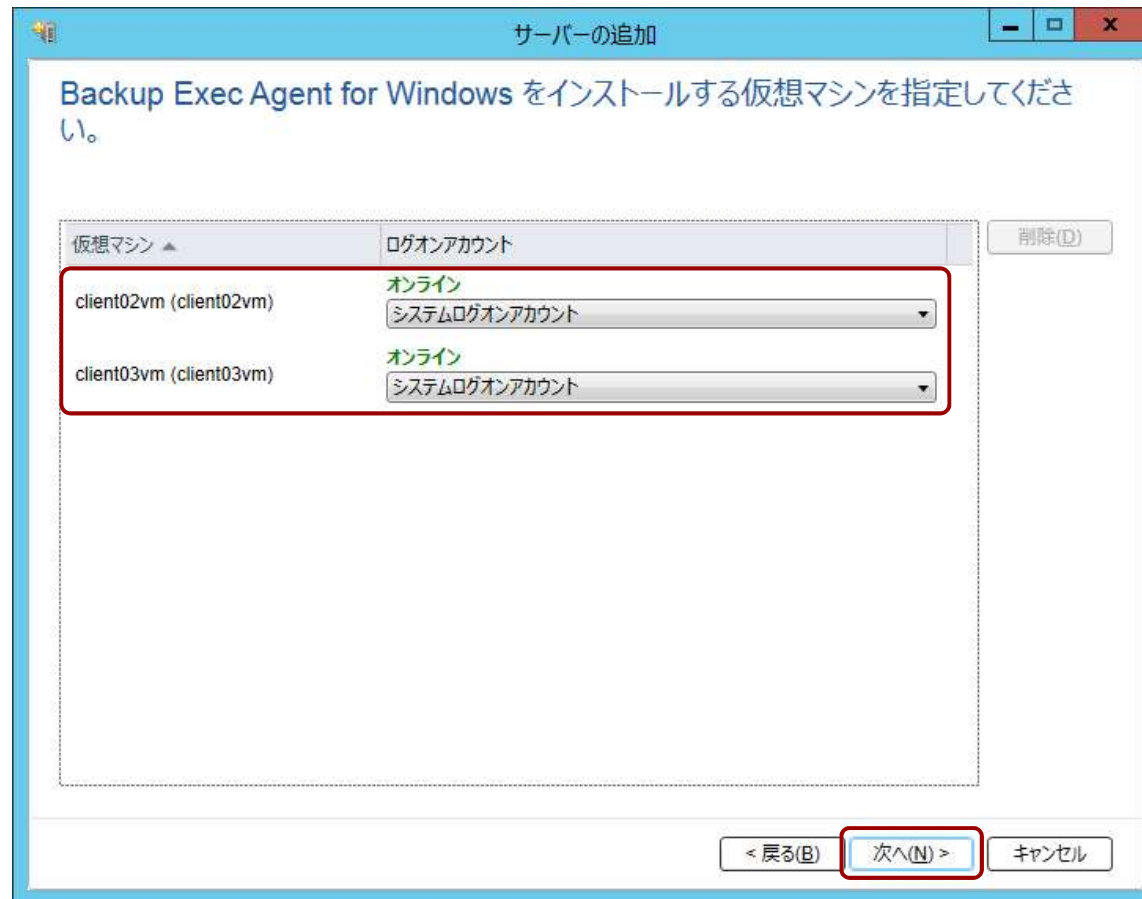 サーバーの追加
Backup Exec Agent for Windows をインストールする仮想マシンを指定してくださ
い。
仮想マシン ログオンアカウント
削除(D)
client02vm (client02vm)
オンライン
システムログオンアカウント
client03vm (client03vm)
オンライン
システムログオンアカウント
< 戻る(B) 次へ(N) > キャンセル